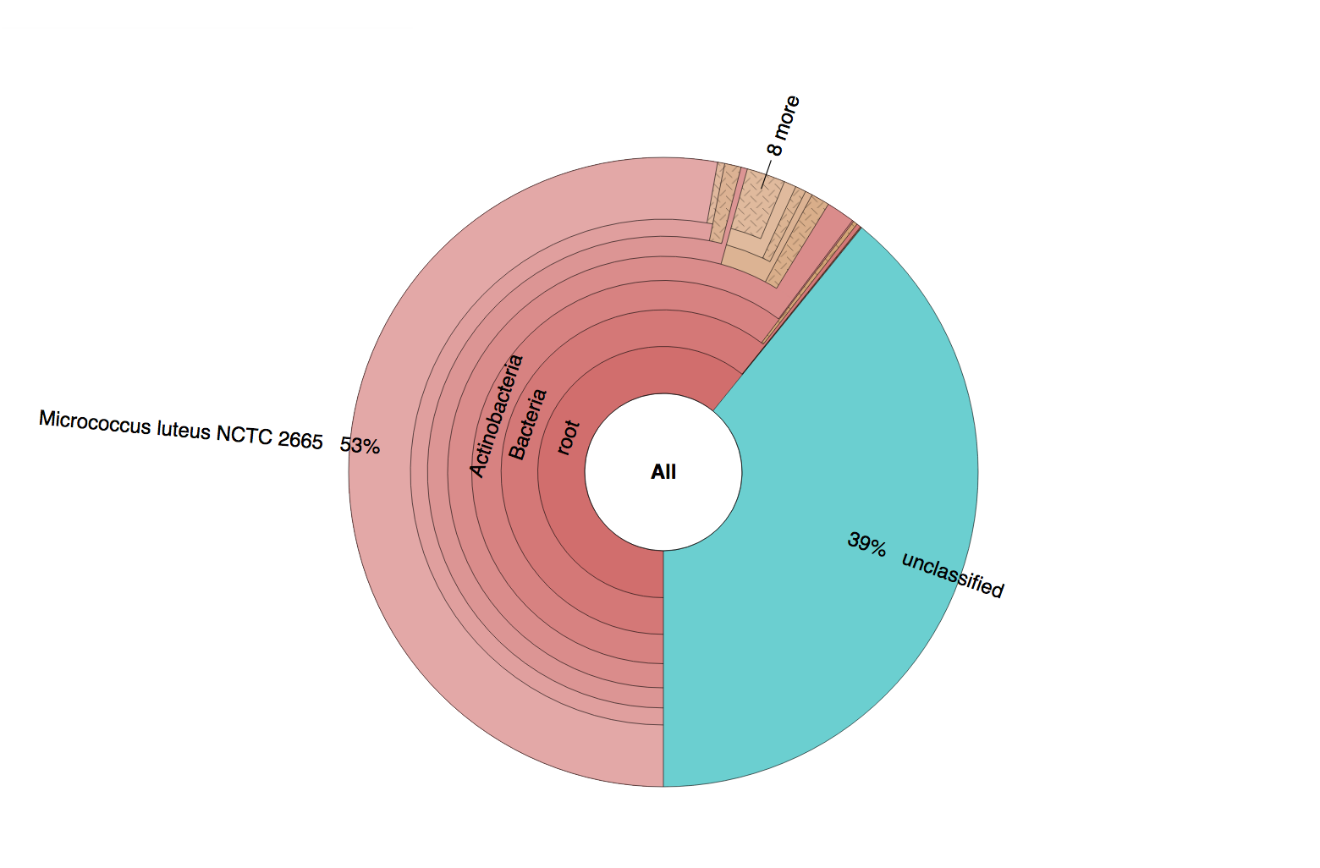 8 more
Actinobacteria
Bacteria
root
Micrococcus luteus NCTC 2665 53%
All
39% unclassified